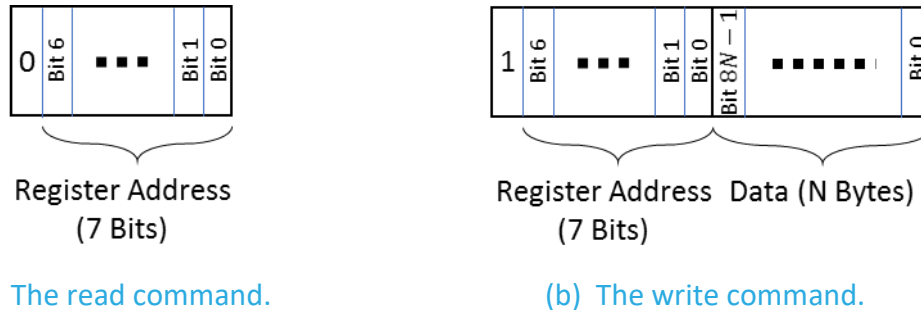 0 Bit 6 Bit 1 Bit 0
Register Address
(7 Bits)
The read command.
1 Bit 6 Bit 1 Bit 0 Bit 8N − 1 Bit 0
Register Address Data (N Bytes)
(7 Bits)
(b) The write command.